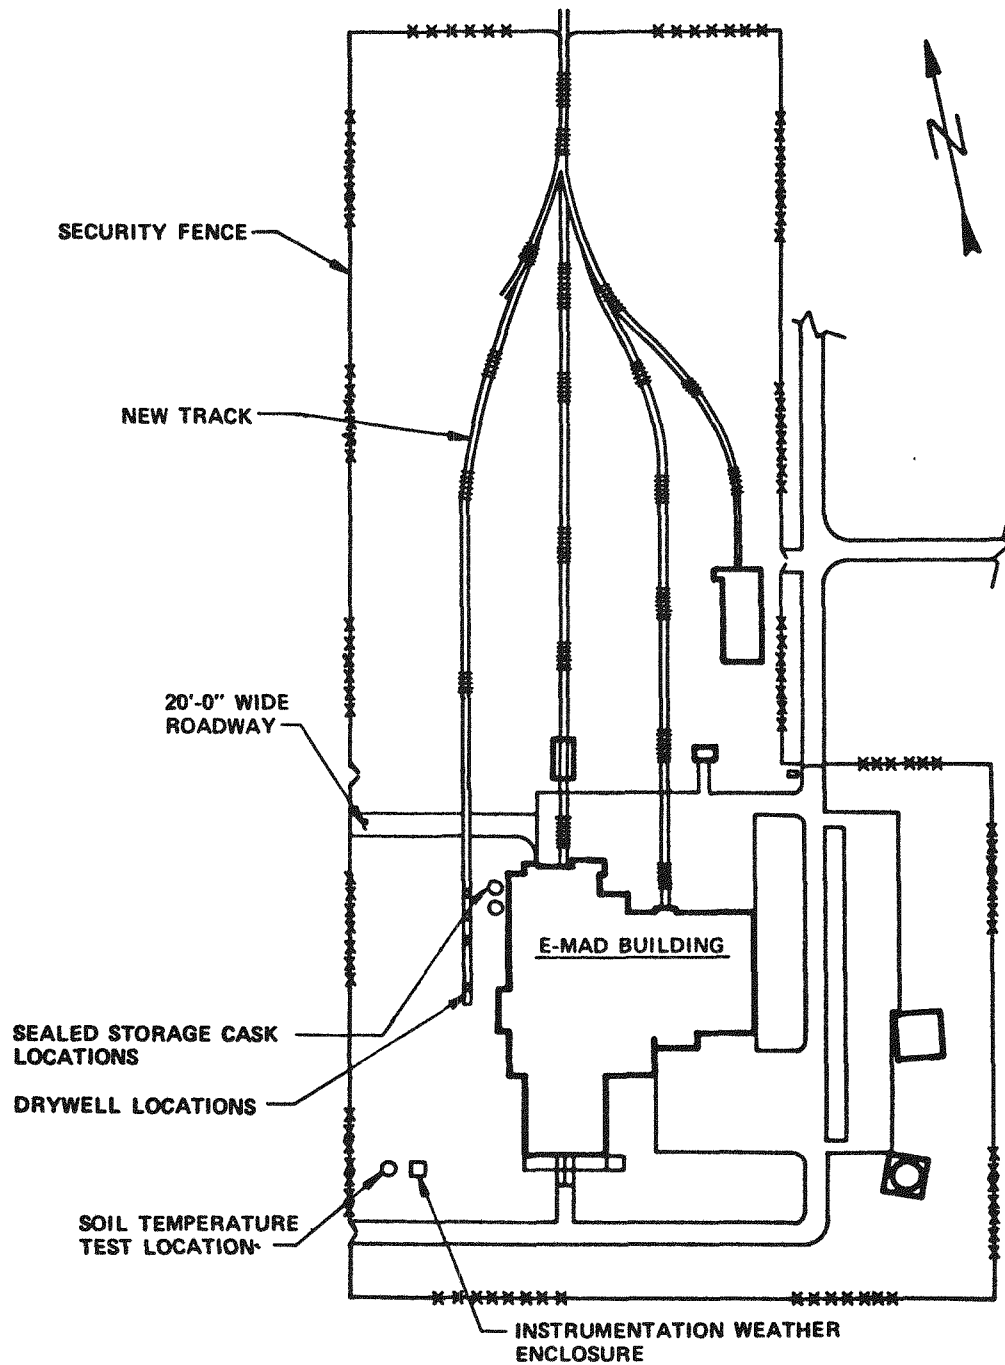 N
SECURITY FENCE
NEW TRACK
20'-0" WIDE
ROADWAY
E-MAD BUILDING
SEALED STORAGE CASK
LOCATIONS
DRYWELL LOCATIONS
SOIL TEMPERATURE
TEST LOCATION
INSTRUMENTATION WEATHER
ENCLOSURE